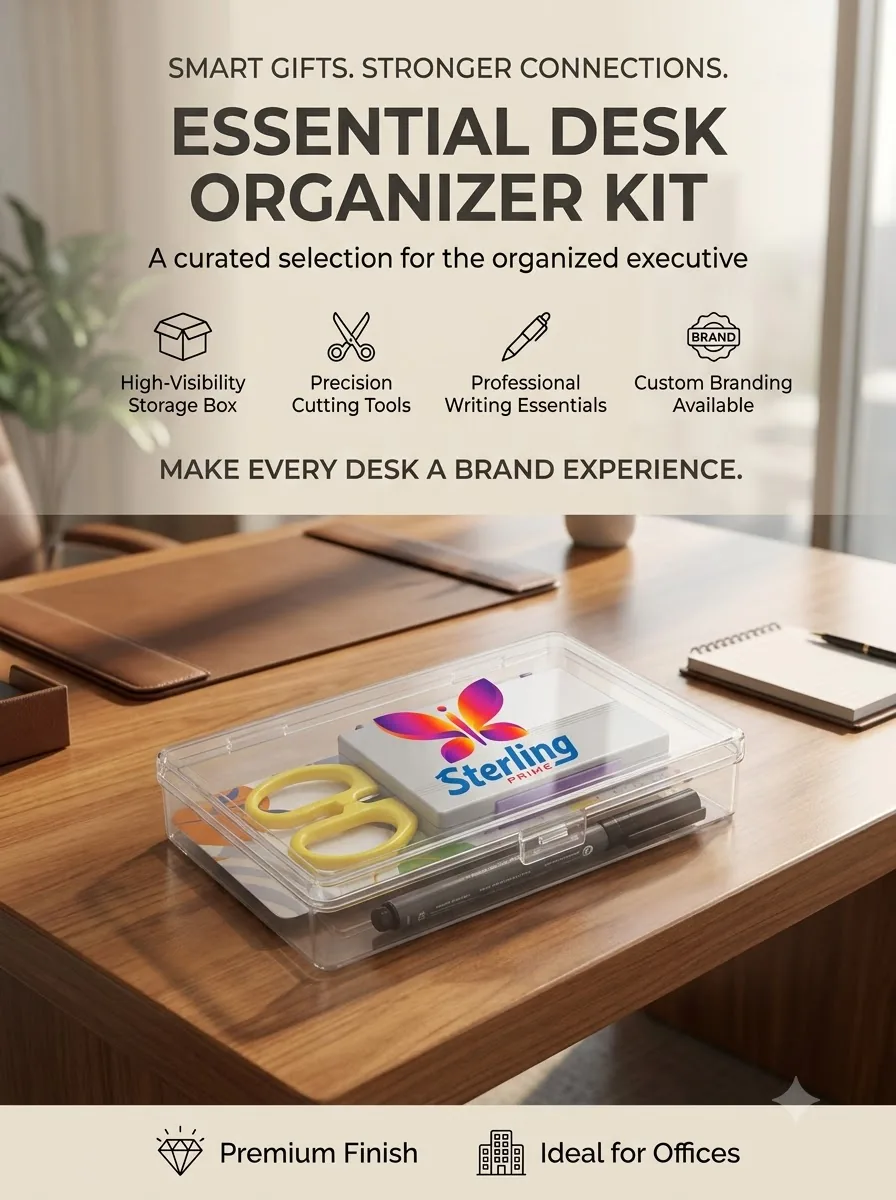 SMART GIFTS. STRONGER CONNECTIONS.
ESSENTIAL DESK
ORGANIZER KIT
A curated selection for the organized executive
High-Visibility
Storage Box
Precision
Cutting Tools
Professional
Writing Essentials
BRAND
Custom Branding
Available
MAKE EVERY DESK A BRAND EXPERIENCE.
Sterling
PRIME
Premium Finish
Ideal for Offices